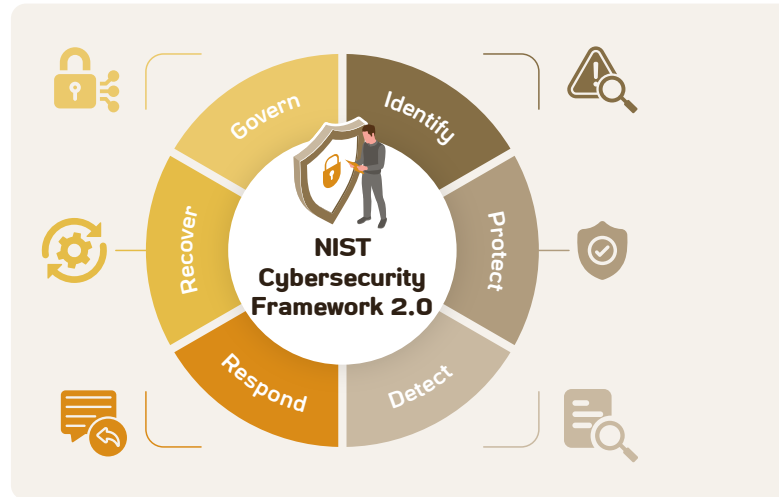 Govern
Identify
Recover
Protect
NIST
Cybersecurity
Framework 2.0
Respond
Detect